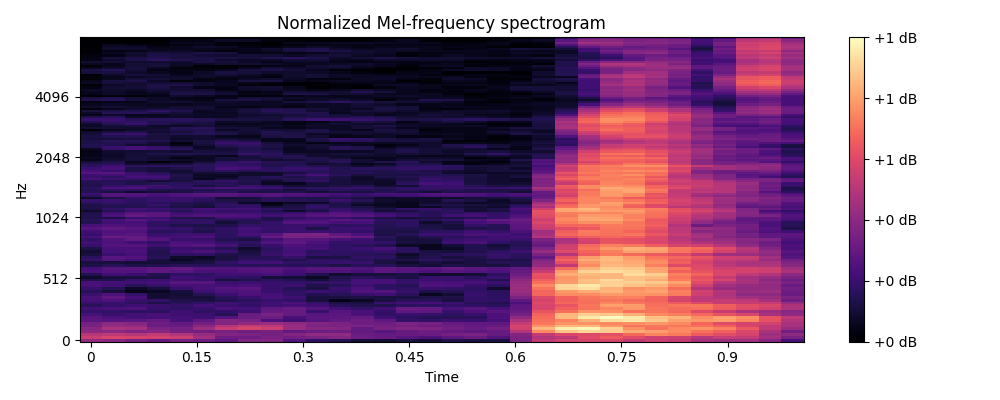 Normalized Mel-frequency spectrogram
Hz
4096
2048
1024
512
0
0 0.15 0.3 0.45 0.6 0.75 0.9
Time
+1 dB
+1 dB
+1 dB
+0 dB
+0 dB
+0 dB